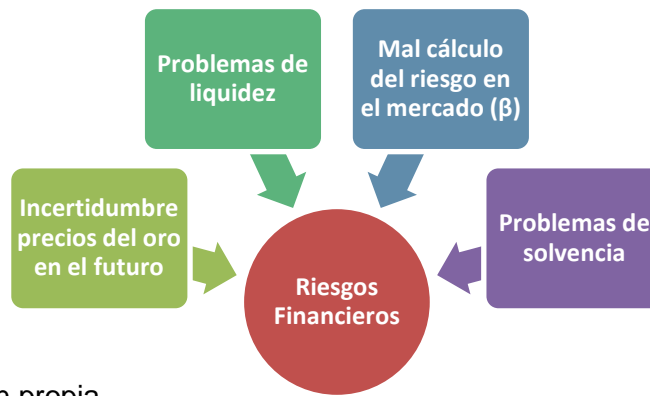 Problemas de
liquidez
Mal cálculo
del riesgo en
el mercado (β)
Incertidumbre
precios del oro
en el futuro
Problemas de
solvencia
Riesgos
Financieros
propia